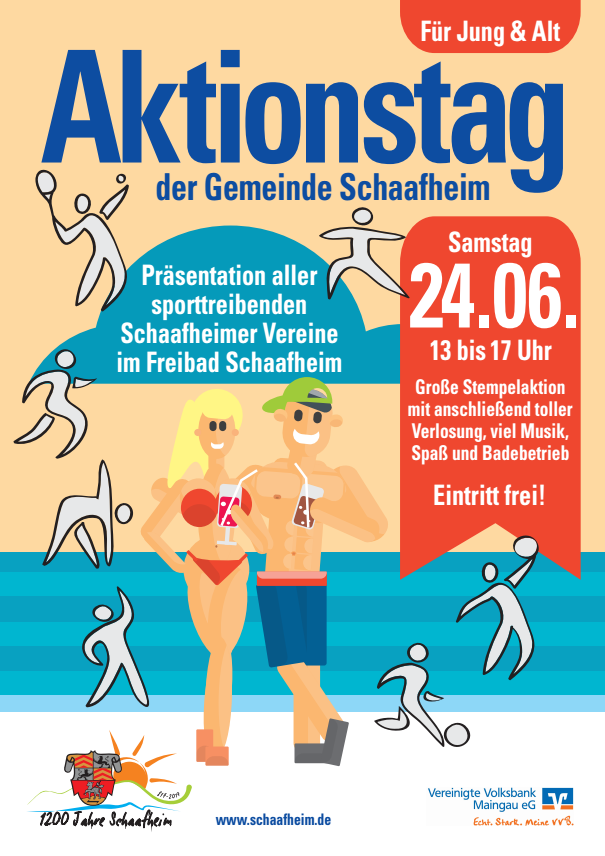 Für Jung & Alt
Aktionstag
der Gemeinde Schaafheim
Präsentation aller
sporttreibenden
Schaafheimer Vereine
im Freibad Schaafheim
Samstag
24.06.
13 bis 17 Uhr
Große Stempelaktion
mit anschließend toller
Verlosung, viel Musik,
Spaß und Badebetrieb
Eintritt frei!
1200 Jahre Schaafheim
www.schaafheim.de
Vereinigte Volksbank
Maingau eG
Echt. Stark. Meine VVB.